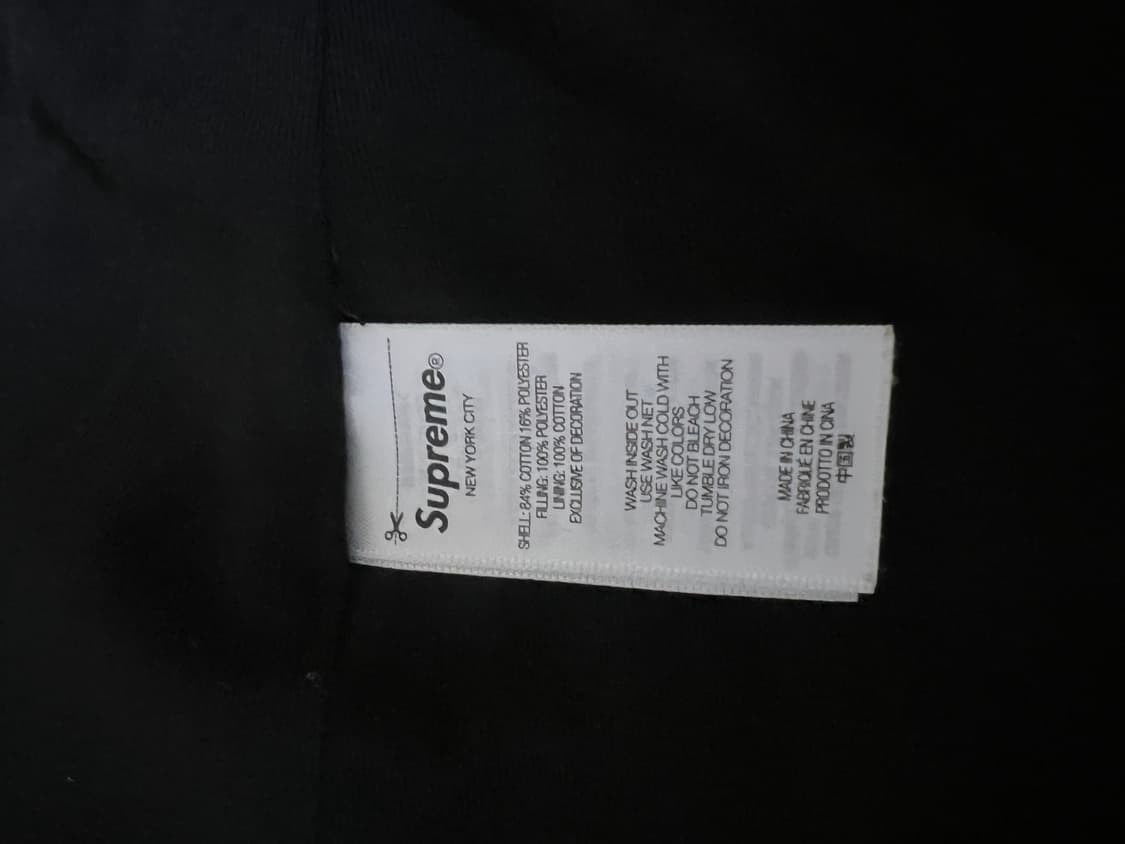 Supreme®
NEW YORK CITY
SHELL: 84% COTTON 16% POLYESTER
FILLING: 100% POLYESTER
LINING: 100% COTTON
EXCLUSIVE OF DECORATION
WASH INSIDE OUT
USE WASH NET
MACHINE WASH COLD WITH
LIKE COLORS
DO NOT BLEACH
TUMBLE DRY LOW
DO NOT IRON DECORATION
MADE IN CHINA
FABRIQUÉ EN CHINE
PRODOTTO IN CINA
中国製